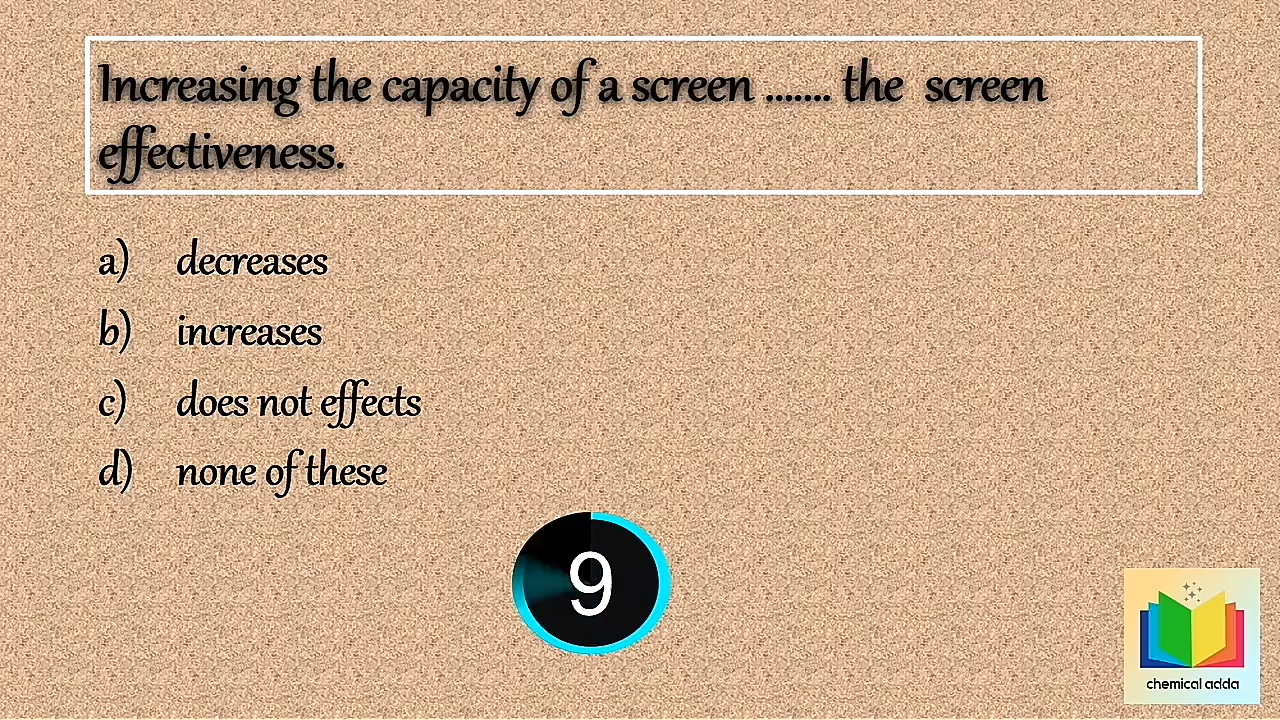 Increasing the capacity of a screen ....... the screen
effectiveness.
a) decreases
b) increases
c) does not effects
d) none of these
9
chemical adda